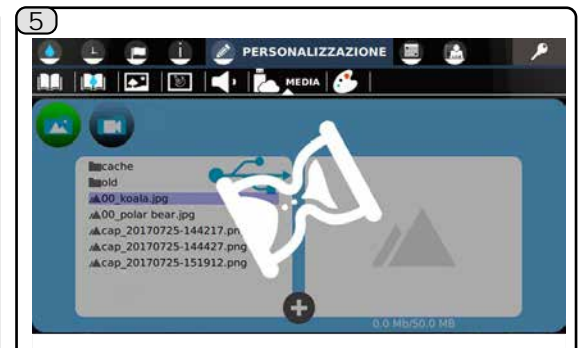 5
PERSONALIZZAZIONE
MEDIA
cache
old
00_koala.jpg
00_polar bear.jpg
cap_20170725-144217.pn
cap_20170725-144427.png
cap_20170725-151912.png
0.0 Mb/50.0 MB